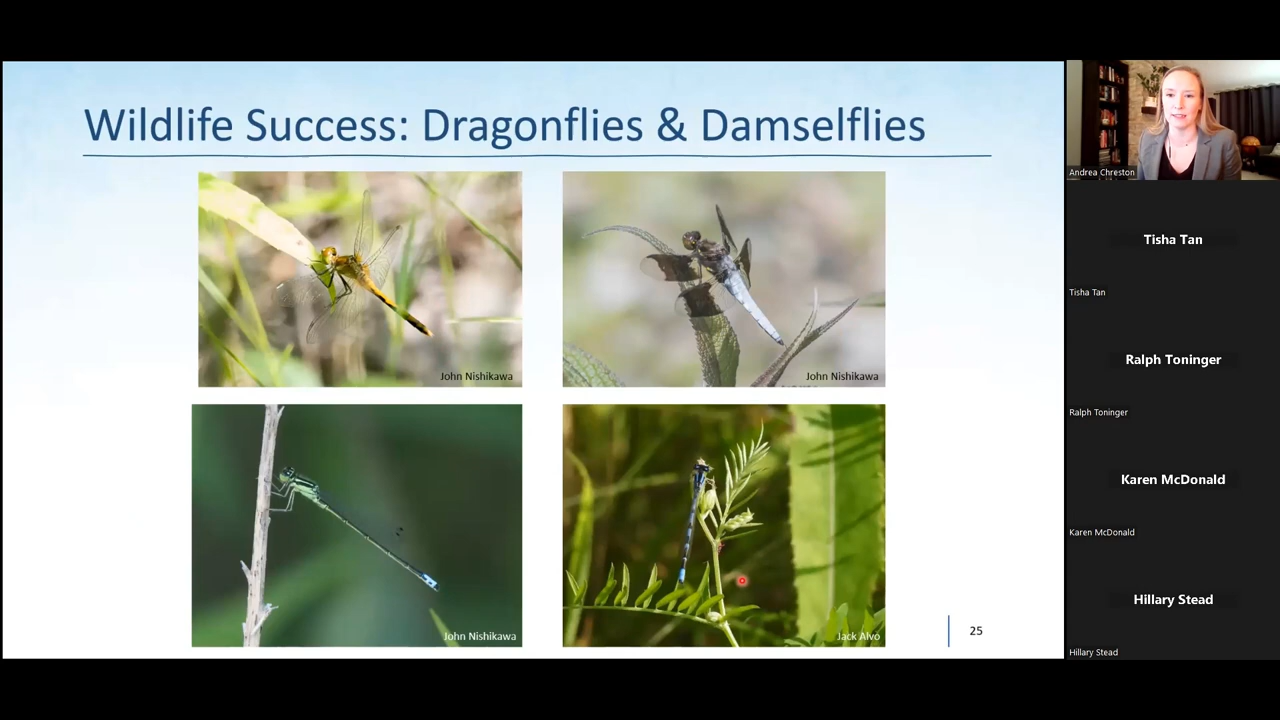 Wildlife Success: Dragonflies & Damselflies
John Nishikawa
John Nishikawa
John Nishikawa
Jack Alvo
25
Andrea Chreston
Tisha Tan
Tisha Tan
Ralph Toninger
Ralph Toninger
Karen McDonald
Karen McDonald
Hillary Stead
Hillary Stead